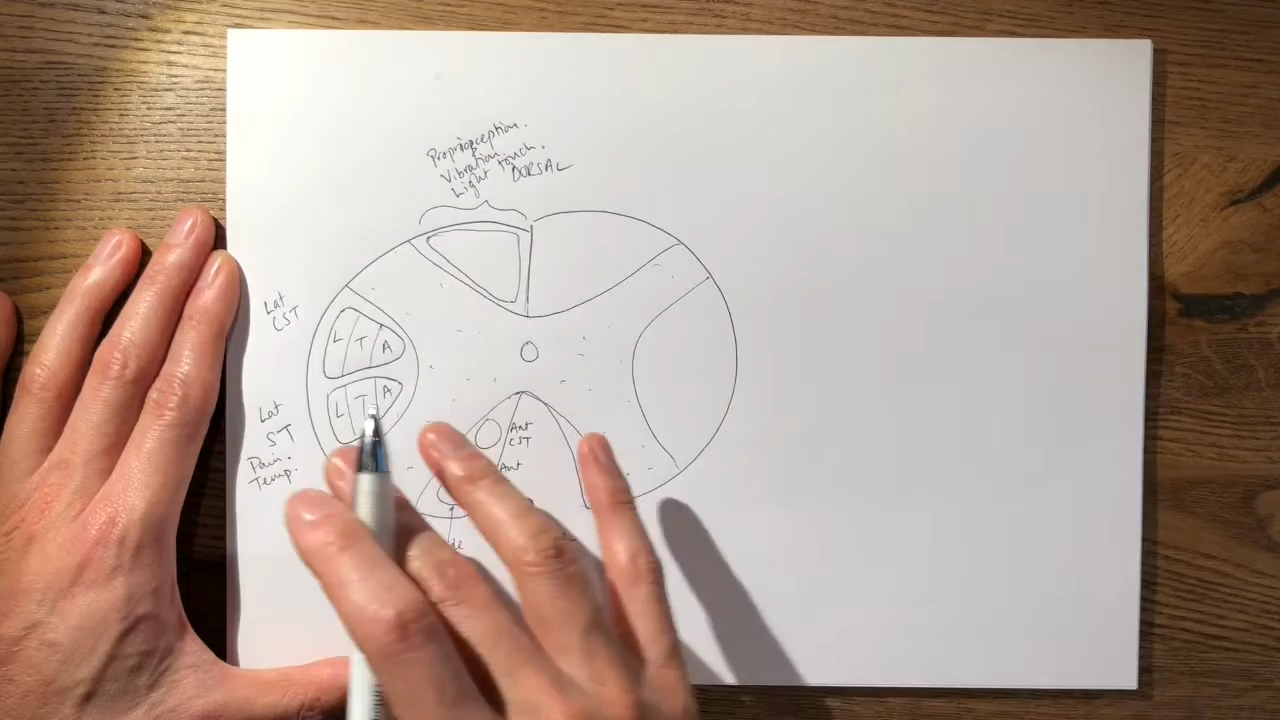 Proprioception.
Vibration.
Light touch.
DORSAL
Lat
CST
L T A
L T A
Lat
ST
Pain.
Temp.
Ant
CST
Ant